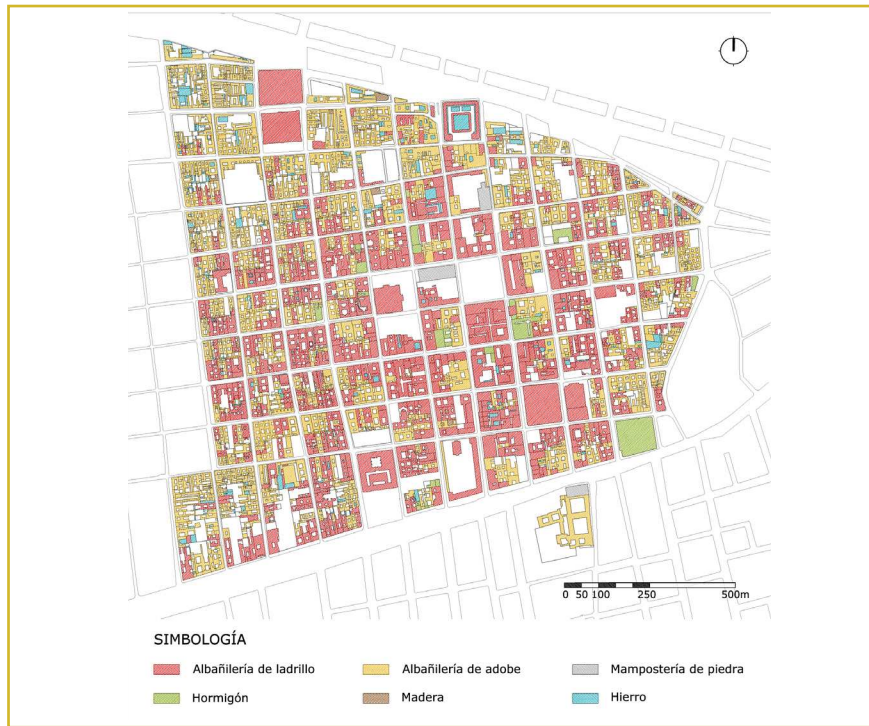 0 50 100 250 500m
SIMBOLOGÍA
Albañilería de ladrillo Albañilería de adobe Mampostería de piedra
Hormigón Madera Hierro